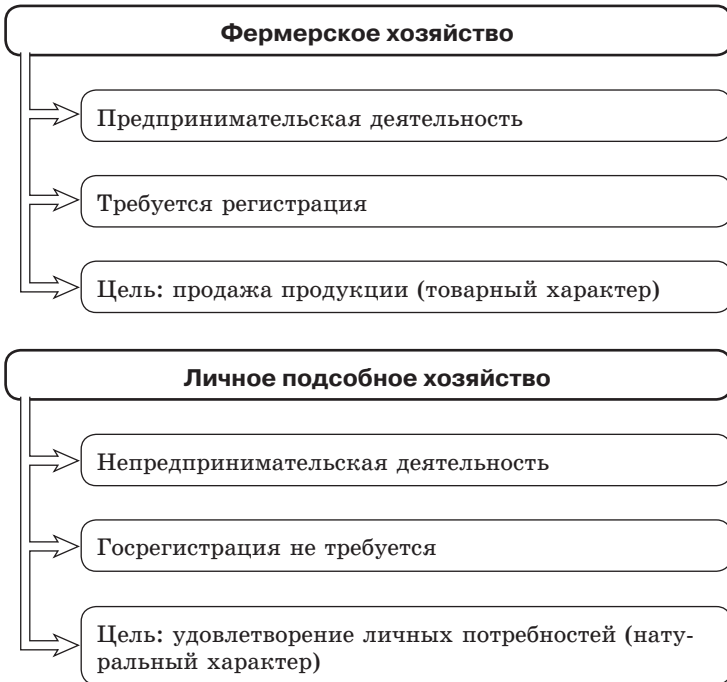 Фермерское хозяйство
Предпринимательская деятельность
Требуется регистрация
Цель: продажа продукции (товарный характер)
Личное подсобное хозяйство
Непредпринимательская деятельность
Госрегистрация не требуется
Цель: удовлетворение личных потребностей (нату-
ральный характер)